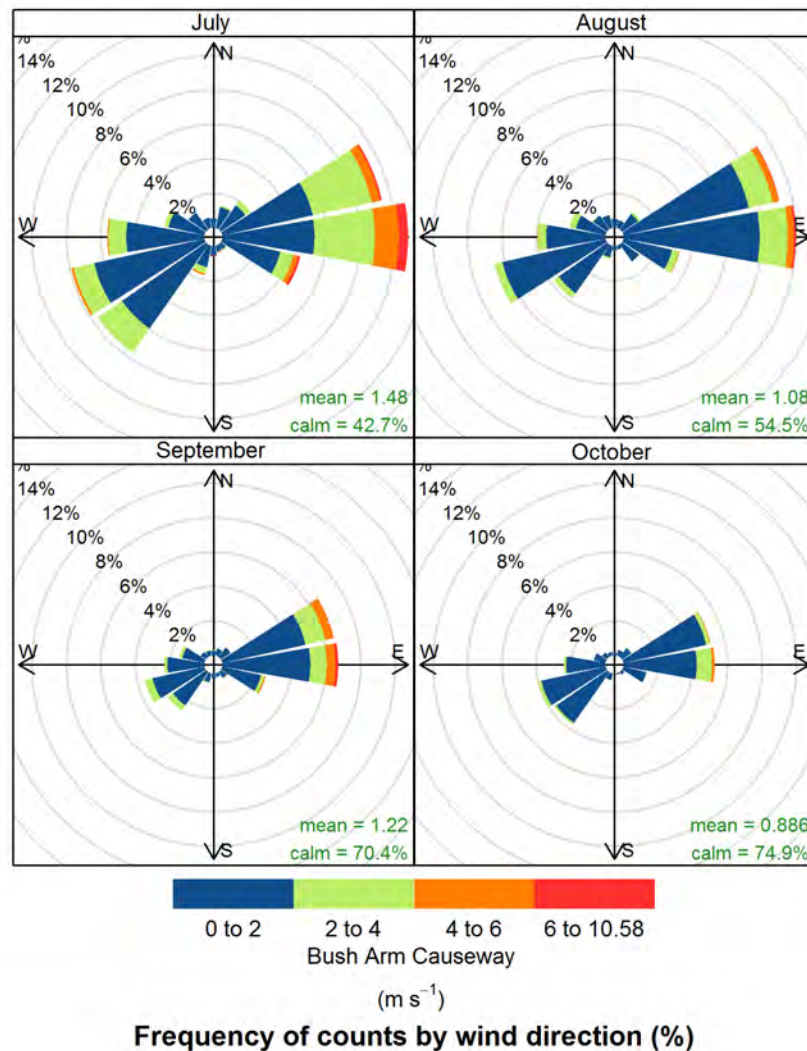 July
August
%
14%
12%
10%
8%
6%
4%
2%
N
W
S
mean = 1.48
calm = 42.7%
%
14%
12%
10%
8%
6%
4%
2%
N
W
E
S
mean = 1.08
calm = 54.5%
September
October
%
14%
12%
10%
8%
6%
4%
2%
N
W
E
S
mean = 1.22
calm = 70.4%
%
14%
12%
10%
8%
6%
4%
2%
N
W
E
S
mean = 0.886
calm = 74.9%
0 to 2
2 to 4
4 to 6
6 to 10.58
Bush Arm Causeway
(m s⁻¹)
Frequency of counts by wind direction (%)